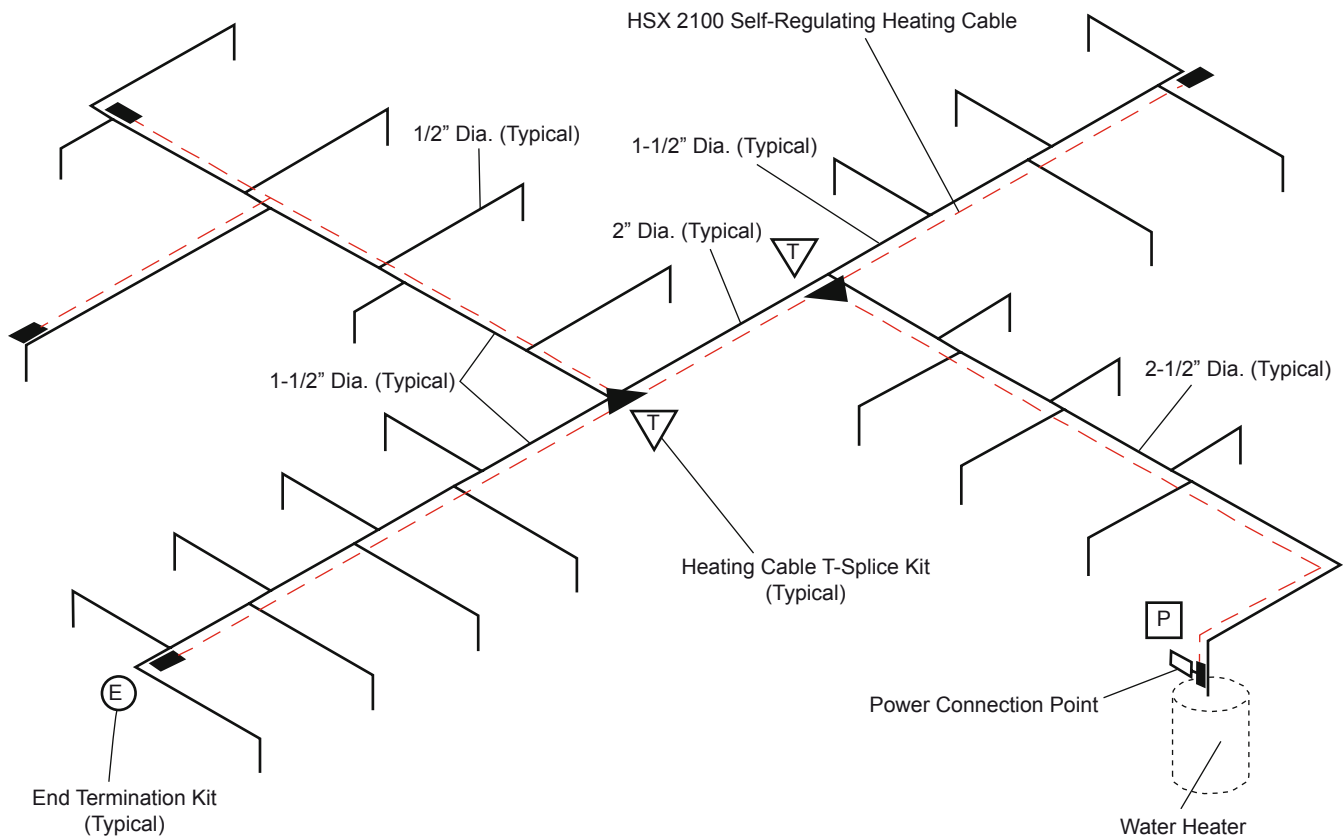 HSX 2100 Self-Regulating Heating Cable
1/2” Dia. (Typical)
1-1/2” Dia. (Typical)
2” Dia. (Typical)
T
1-1/2” Dia. (Typical)
2-1/2” Dia. (Typical)
T
Heating Cable T-Splice Kit
(Typical)
P
E
Power Connection Point
End Termination Kit
(Typical)
Water Heater